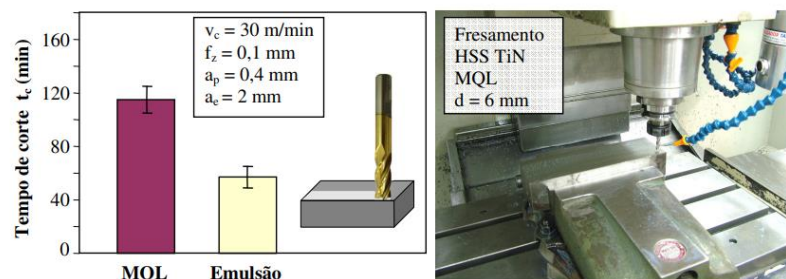 Tempo de corte t_c (min)
160
120
80
40
0
MQL Emulsão
v_c = 30 m/min
f_z = 0,1 mm
a_p = 0,4 mm
a_e = 2 mm
Fresamento
HSS TiN
MQL
d = 6 mm